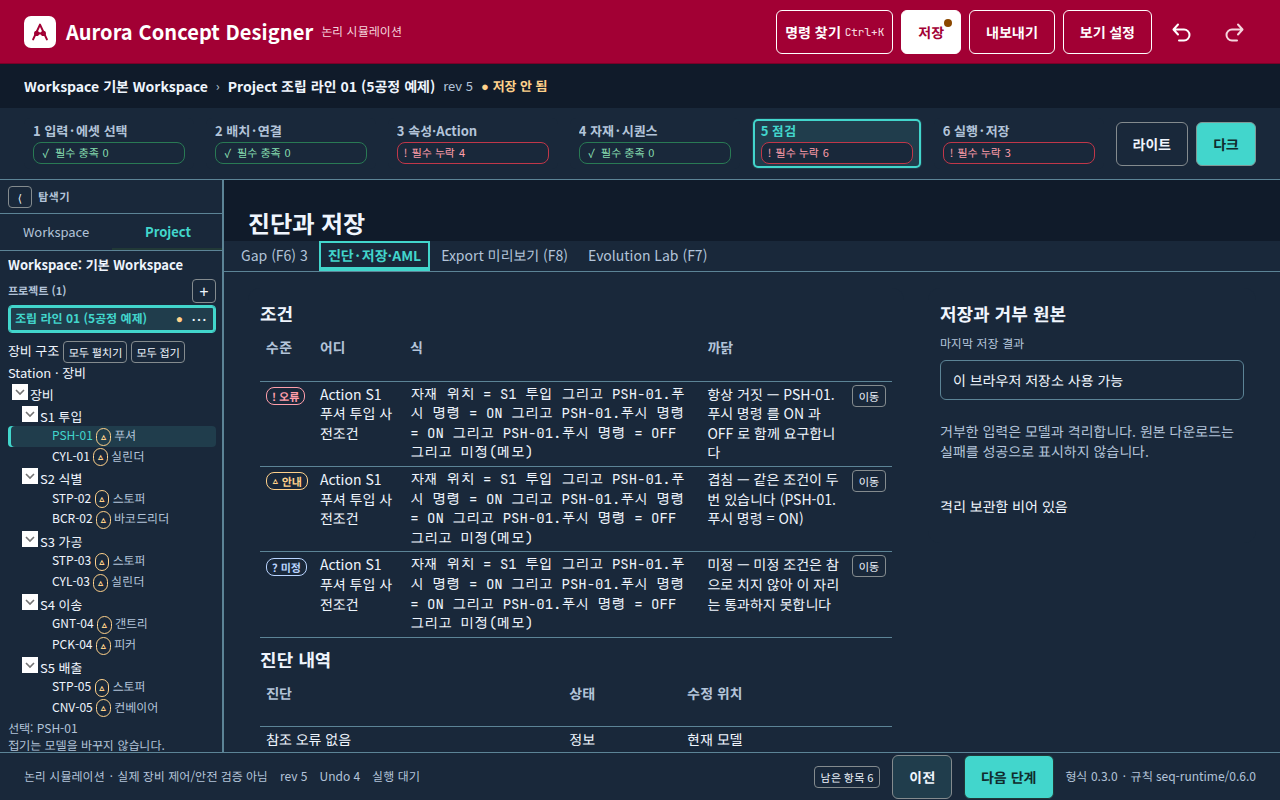 Aurora Concept Designer 논리 시뮬레이션
명령 찾기 Ctrl+K
저장
내보내기
보기 설정
Workspace 기본 Workspace › Project 조립 라인 01 (5공정 예제) rev 5 ● 저장 안 됨
1 입력·에셋 선택
✓ 필수 충족 0
2 배치·연결
✓ 필수 충족 0
3 속성·Action
! 필수 누락 4
4 자재·시퀀스
✓ 필수 충족 0
5 점검
! 필수 누락 6
6 실행·저장
! 필수 누락 3
라이트
다크
⟨ 탐색기
Workspace Project
Workspace: 기본 Workspace
프로젝트 (1) +
조립 라인 01 (5공정 예제) ● ···
장비 구조 모두 펼치기 모두 접기
Station · 장비
장비
S1 투입
PSH-01 △ 푸셔
CYL-01 △ 실린더
S2 식별
STP-02 △ 스토퍼
BCR-02 △ 바코드리더
S3 가공
STP-03 △ 스토퍼
CYL-03 △ 실린더
S4 이송
GNT-04 △ 갠트리
PCK-04 △ 피커
S5 배출
STP-05 △ 스토퍼
CNV-05 △ 컨베이어
선택: PSH-01
접기는 모델을 바꾸지 않습니다.
진단과 저장
Gap (F6) 3 진단·저장·AML Export 미리보기 (F8) Evolution Lab (F7)
조건
수준 어디 식 까닭
! 오류
Action S1
푸셔 투입 사
전조건
자재 위치 = S1 투입 그리고 PSH-01.푸
시 명령 = ON 그리고 PSH-01.푸시 명령
= ON 그리고 PSH-01.푸시 명령 = OFF
그리고 미정(메모)
항상 거짓 — PSH-01.
푸시 명령 를 ON 과
OFF 로 함께 요구합니
다
이동
△ 안내
Action S1
푸셔 투입 사
전조건
자재 위치 = S1 투입 그리고 PSH-01.푸
시 명령 = ON 그리고 PSH-01.푸시 명령
= ON 그리고 PSH-01.푸시 명령 = OFF
그리고 미정(메모)
겹침 — 같은 조건이 두
번 있습니다 (PSH-01.
푸시 명령 = ON)
이동
? 미정
Action S1
푸셔 투입 사
전조건
자재 위치 = S1 투입 그리고 PSH-01.푸
시 명령 = ON 그리고 PSH-01.푸시 명령
= ON 그리고 PSH-01.푸시 명령 = OFF
그리고 미정(메모)
미정 — 미정 조건은 참
으로 치지 않아 이 자리
는 통과하지 못합니다
이동
진단 내역
진단 상태 수정 위치
참조 오류 없음 정보 현재 모델
저장과 거부 원본
마지막 저장 결과
이 브라우저 저장소 사용 가능
거부한 입력은 모델과 격리합니다. 원본 다운로드는
실패를 성공으로 표시하지 않습니다.
격리 보관함 비어 있음
논리 시뮬레이션 · 실제 장비 제어/안전 검증 아님 rev 5 Undo 4 실행 대기
남은 항목 6
이전
다음 단계
형식 0.3.0 · 규칙 seq-runtime/0.6.0